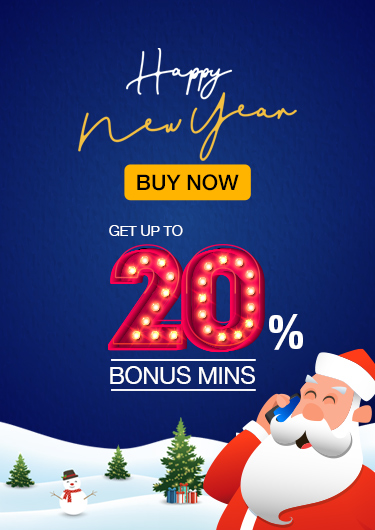 Happy
New Year
BUY NOW
GET UP TO
20%
BONUS MINS